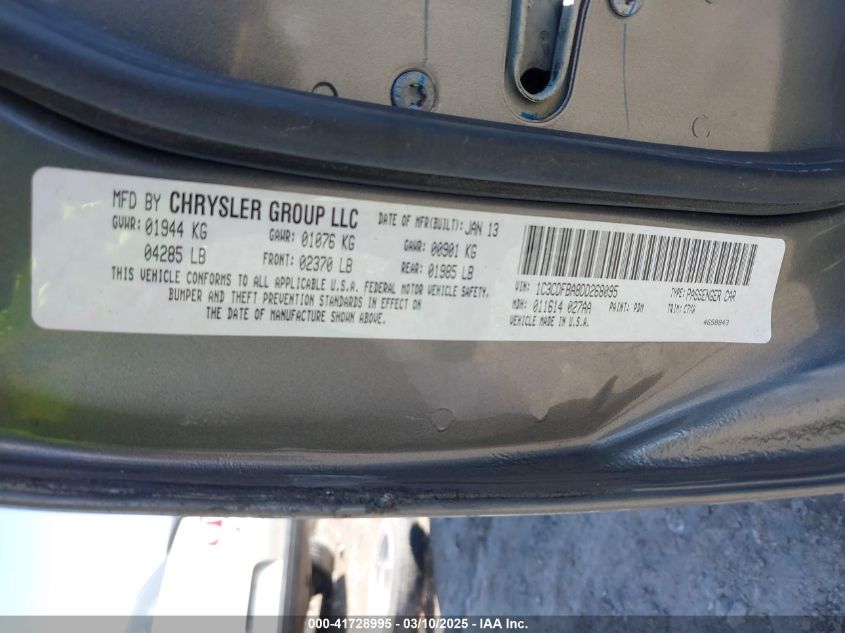 MFD BY CHRYSLER GROUP LLC DATE OF MFR(BUILT): JAN 13
GVWR: 01944 KG GAWR: 01076 KG GAWR: 00901 KG
04285 LB FRONT: 02370 LB REAR: 01985 LB
THIS VEHICLE CONFORMS TO ALL APPLICABLE U.S.A. FEDERAL MOTOR VEHICLE SAFETY,
BUMPER AND THEFT PREVENTION STANDARDS IN EFFECT ON
THE DATE OF MANUFACTURE SHOWN ABOVE.
VIN: 1C3CDFBA8DD268095 TYPE: PASSENGER CAR
MDH: 011614 027AA PAINT: PDM TRIM: C7X9
VEHICLE MADE IN U.S.A. 4658843
000-41728995 — 03/10/2025 — IAA Inc.